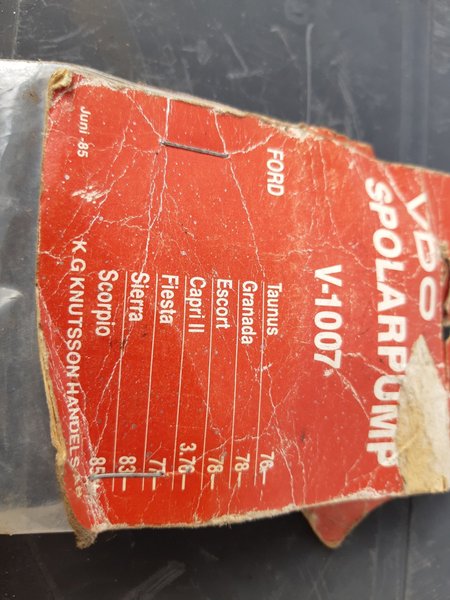 VDO
SPOLARPUMP
V-1007
FORD
Taunus 76–
Granada 78–
Escort 78–
Capri II 3.76–
Fiesta 77
Sierra 83–
Scorpio 85
K.G KNUTSSON HANDELS
Juni -85